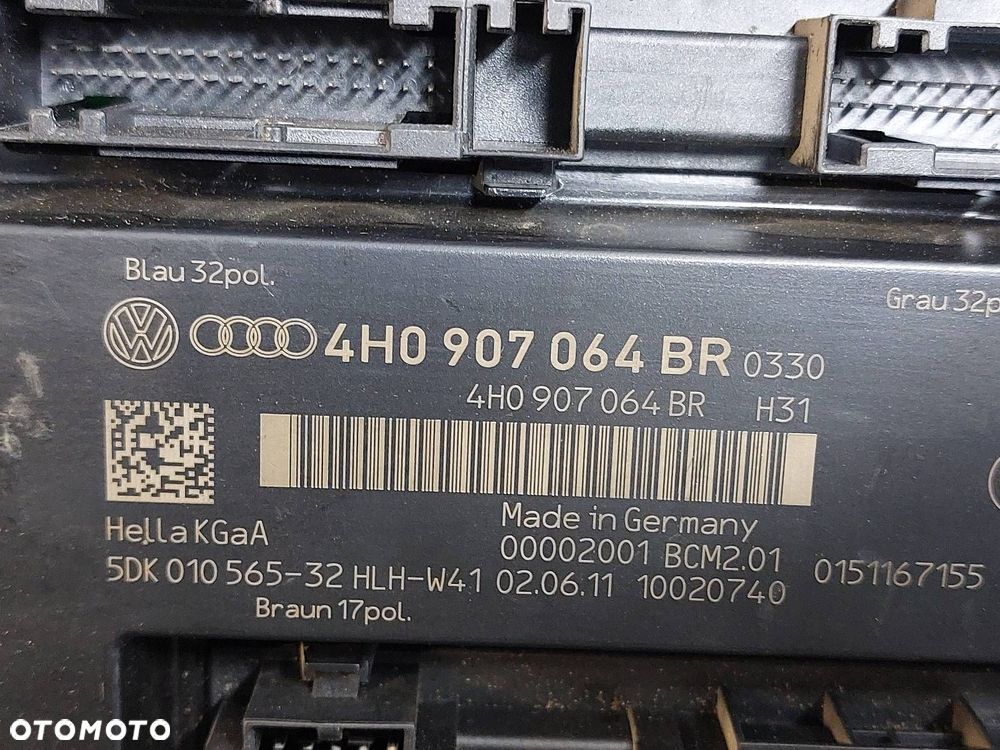 Blau 32pol.
Grau 32p
4H0 907 064 BR 0330
4H0 907 064 BR H31
Hella KGaA
Made in Germany
00002001 BCM2.01 0151167155
5DK 010 565-32 HLH-W41 02.06.11 10020740
Braun 17pol.
OTOMOTO